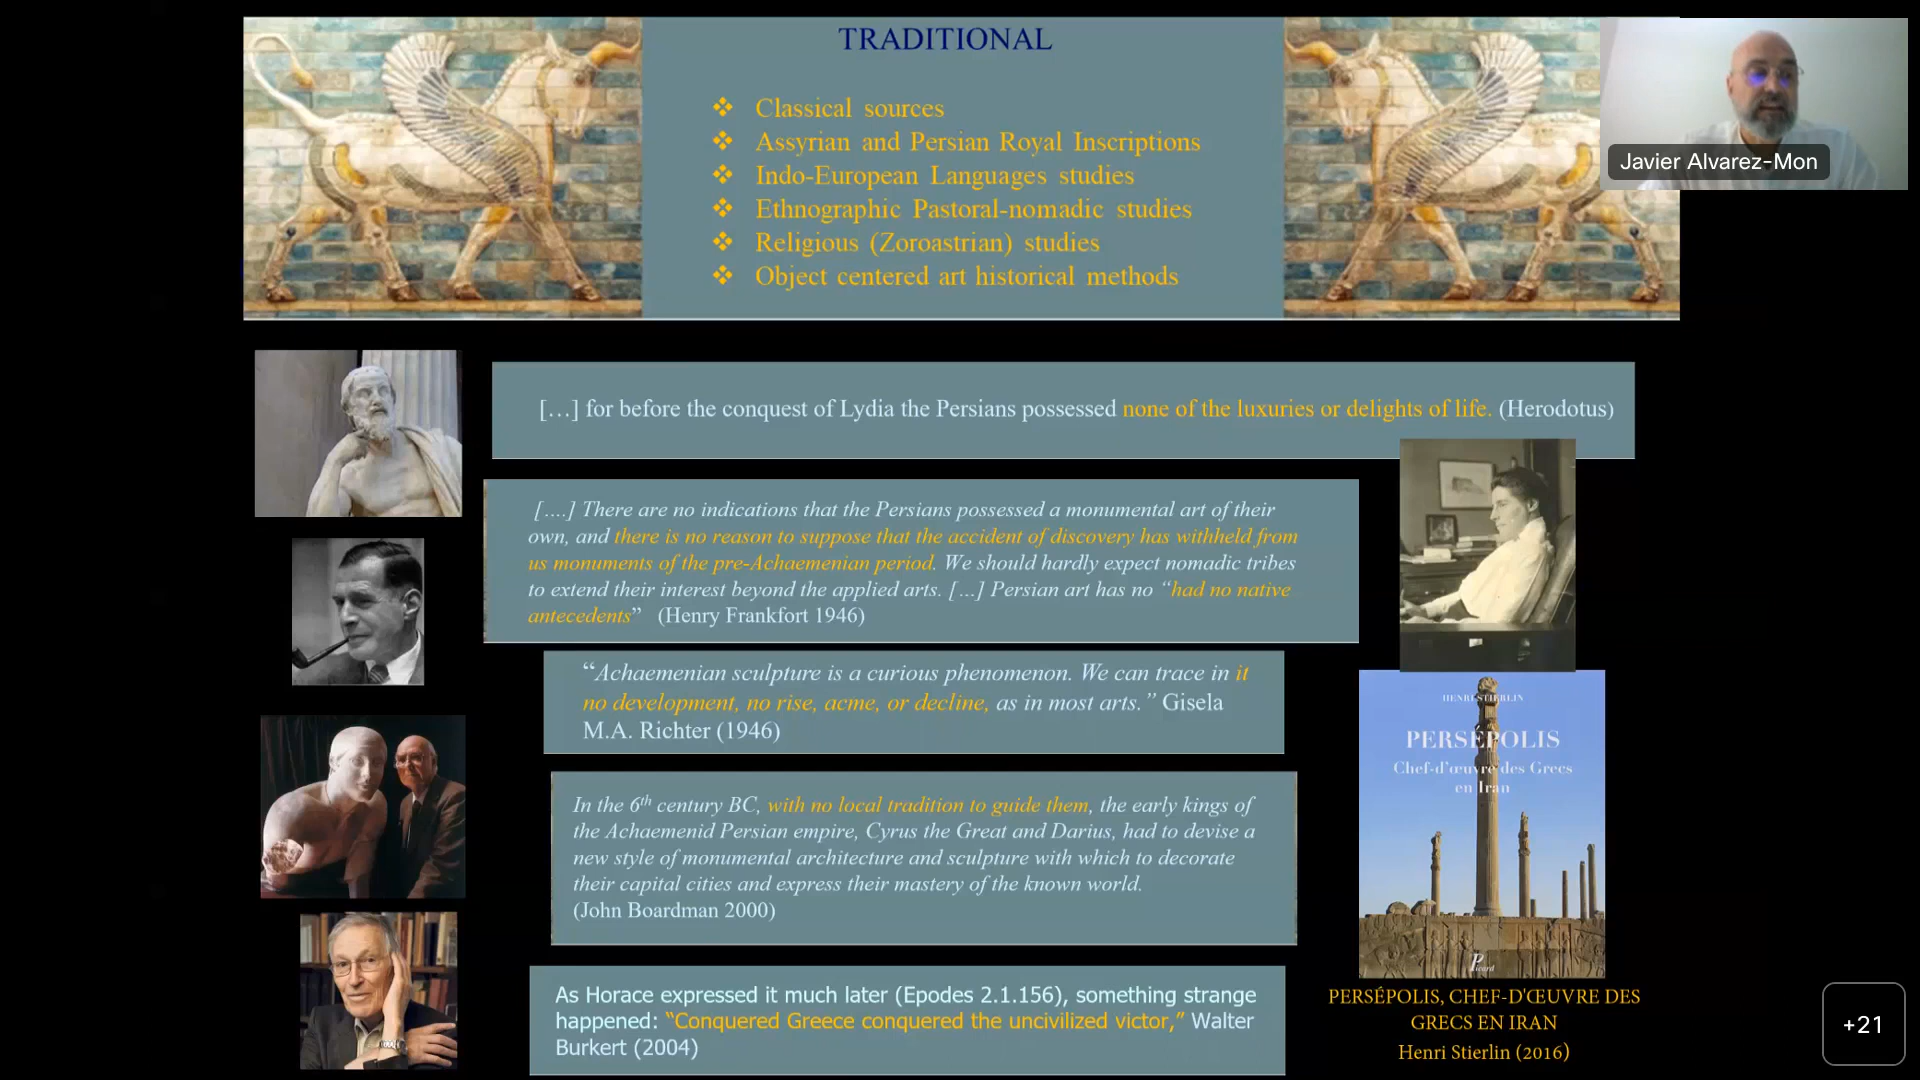 TRADITIONAL
❖ Classical sources
❖ Assyrian and Persian Royal Inscriptions
❖ Indo-European Languages studies
❖ Ethnographic Pastoral-nomadic studies
❖ Religious (Zoroastrian) studies
❖ Object centered art historical methods
Javier Alvarez-Mon
[…] for before the conquest of Lydia the Persians possessed none of the luxuries or delights of life. (Herodotus)
[….] There are no indications that the Persians possessed a monumental art of their
own, and there is no reason to suppose that the accident of discovery has withheld from
us monuments of the pre-Achaemenian period. We should hardly expect nomadic tribes
to extend their interest beyond the applied arts. […] Persian art has no “had no native
antecedents” (Henry Frankfort 1946)
“Achaemenian sculpture is a curious phenomenon. We can trace in it
no development, no rise, acme, or decline, as in most arts.” Gisela
M.A. Richter (1946)
In the 6th century BC, with no local tradition to guide them, the early kings of
the Achaemenid Persian empire, Cyrus the Great and Darius, had to devise a
new style of monumental architecture and sculpture with which to decorate
their capital cities and express their mastery of the known world.
(John Boardman 2000)
As Horace expressed it much later (Epodes 2.1.156), something strange
happened: “Conquered Greece conquered the uncivilized victor,” Walter
Burkert (2004)
HENRI STIERLIN
PERSÉPOLIS
Chef-d'œuvre des Grecs
en Iran
Picard
PERSÉPOLIS, CHEF-D'ŒUVRE DES
GRECS EN IRAN
Henri Stierlin (2016)
+21